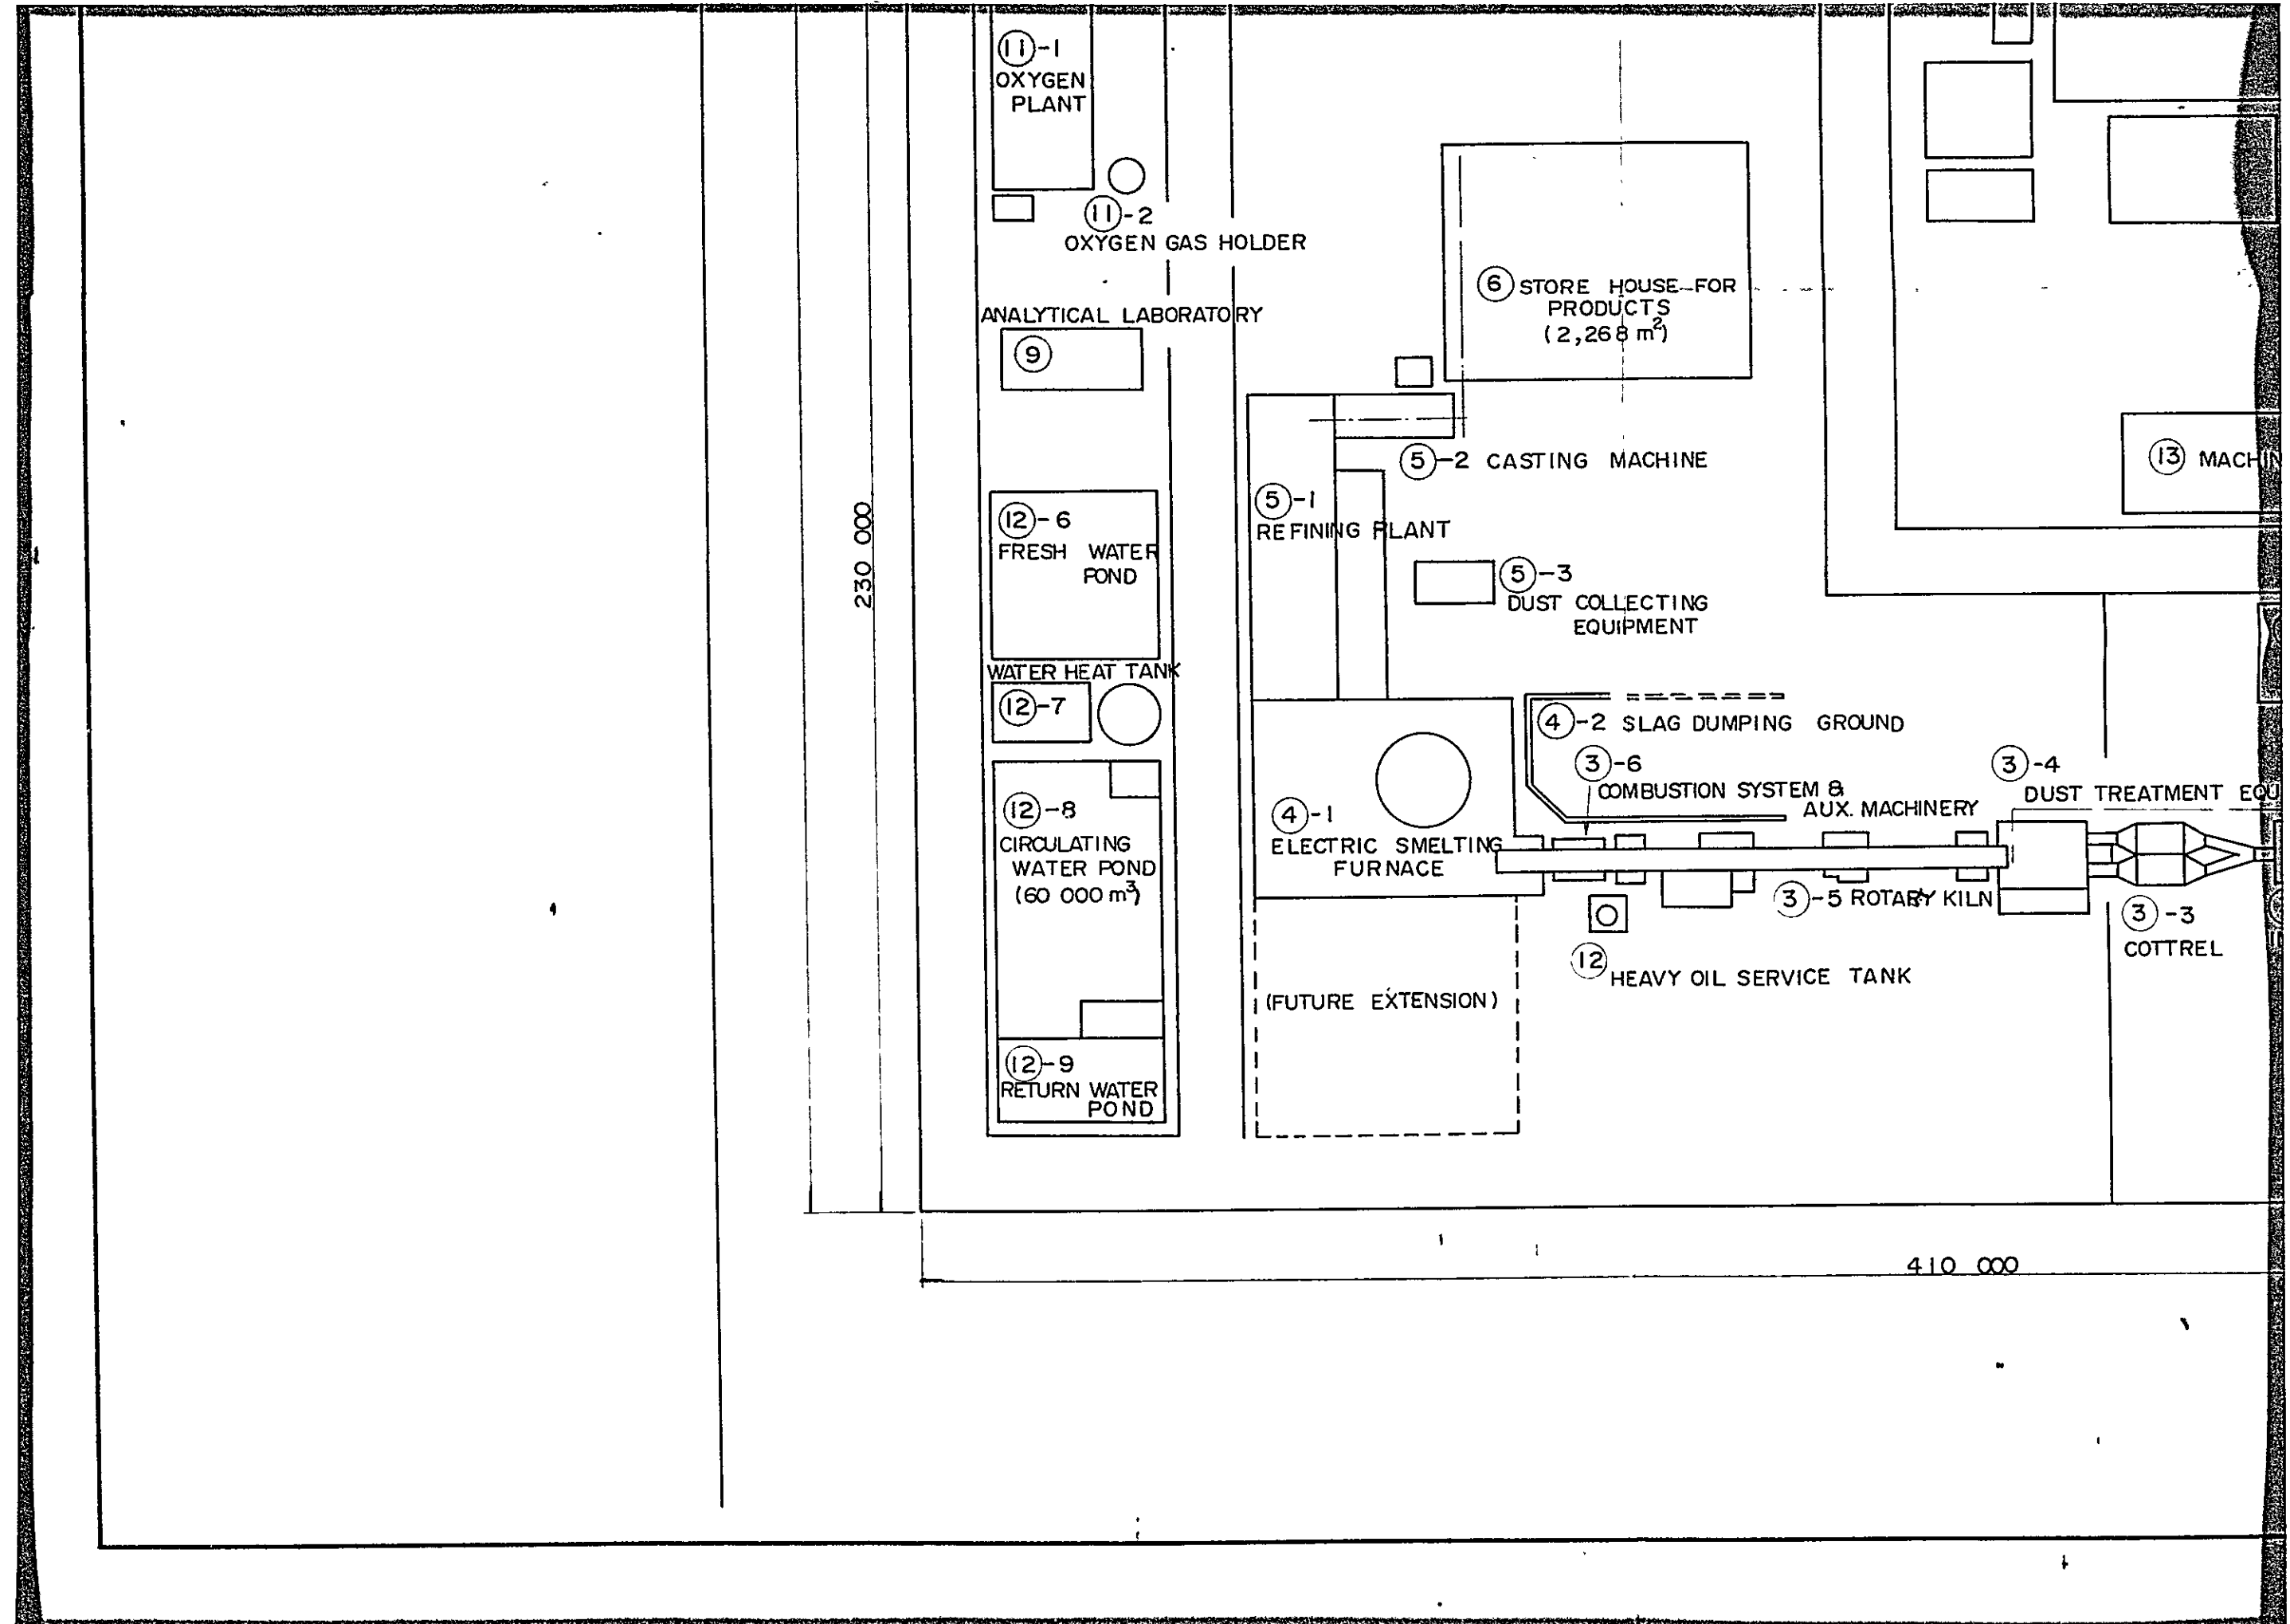 11-1
OXYGEN
PLANT
11-2
OXYGEN GAS HOLDER
6 STORE HOUSE FOR
PRODUCTS
(2,268 m²)
ANALYTICAL LABORATORY
9
5-2 CASTING MACHINE
13
5-1
REFINING PLANT
12-6
FRESH WATER
POND
230 000
5-3
DUST COLLECTING
EQUIPMENT
WATER HEAT TANK
12-7
4-2 SLAG DUMPING GROUND
3-6
COMBUSTION SYSTEM &
AUX. MACHINERY
3-4
DUST TREATMENT
12-8
CIRCULATING
WATER POND
(60 000 m³)
4-1
ELECTRIC SMELTING
FURNACE
3-5 ROTARY KILN
3-3
COTTREL
12
HEAVY OIL SERVICE TANK
(FUTURE EXTENSION)
12-9
RETURN WATER
POND
410 000